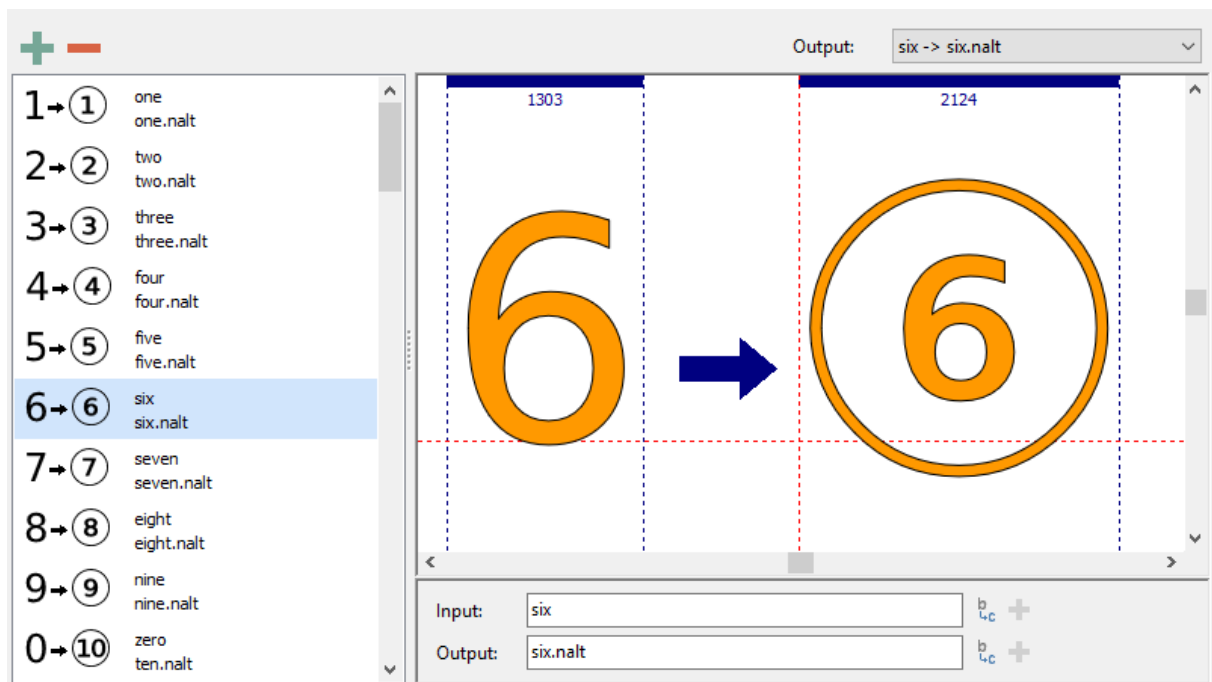 Output: six -> six.nalt
1→① one
one.nalt
2→② two
two.nalt
3→③ three
three.nalt
4→④ four
four.nalt
5→⑤ five
five.nalt
6→⑥ six
six.nalt
7→⑦ seven
seven.nalt
8→⑧ eight
eight.nalt
9→⑨ nine
nine.nalt
0→⑩ zero
ten.nalt
1303 2124
6 → ⑥
Input: six b↳c
Output: six.nalt b↳c